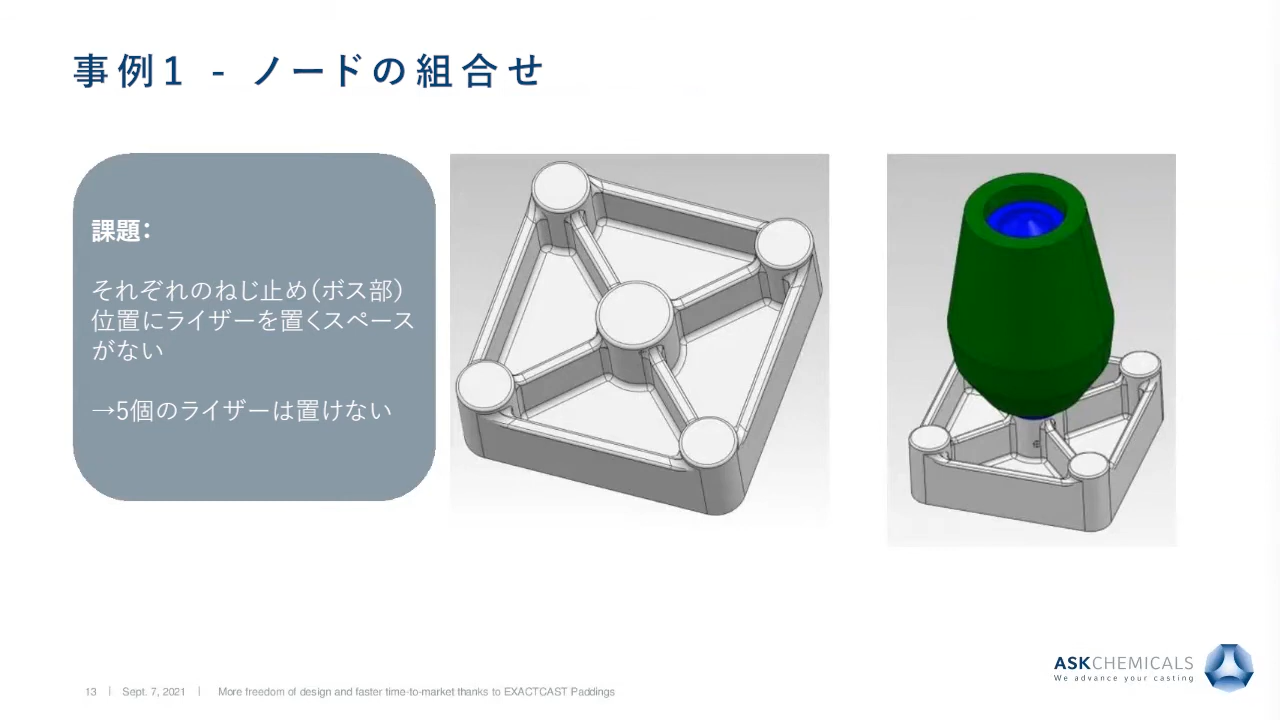 事例1 - ノードの組合せ
課題：
それぞれのねじ止め（ボス部）
位置にライザーを置くスペース
がない
→5個のライザーは置けない
ASKCHEMICALS
We advance your casting
13 | Sept. 7, 2021 | More freedom of design and faster time-to-market thanks to EXACTCAST Paddings